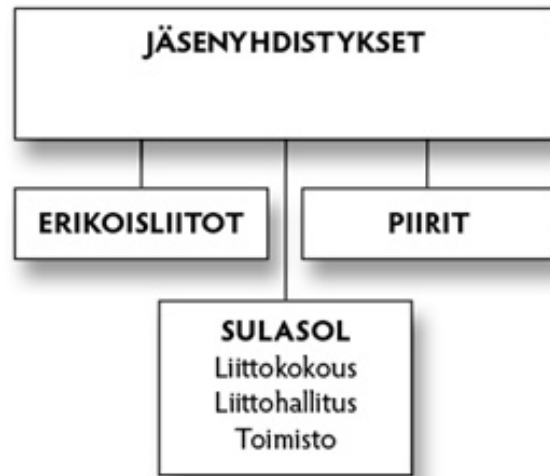 JÄSENYHDISTYKSET
ERIKOISLIITOT
PIIRIT
SULASOL
Liittokokous
Liittohallitus
Toimisto